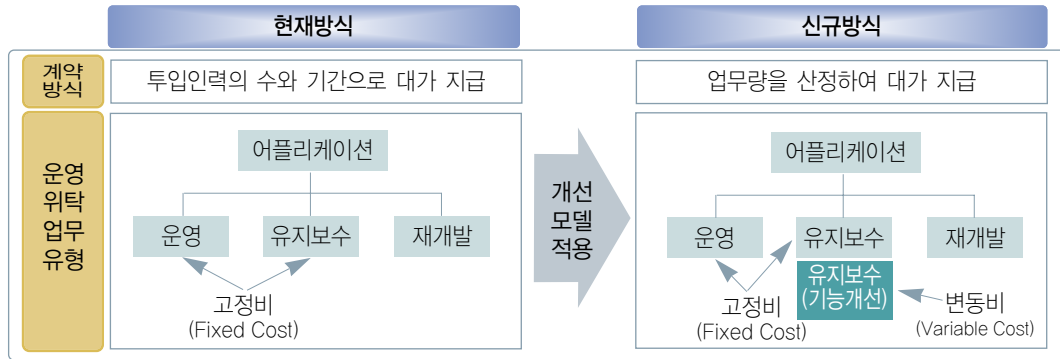 현재방식
신규방식
계약
방식
투입인력의 수와 기간으로 대가 지급
업무량을 산정하여 대가 지급
운영
위탁
업무
유형
어플리케이션
운영
유지보수
재개발
고정비
(Fixed Cost)
개선
모델
적용
어플리케이션
운영
유지보수
재개발
유지보수
(기능개선)
고정비
(Fixed Cost)
변동비
(Variable Cost)